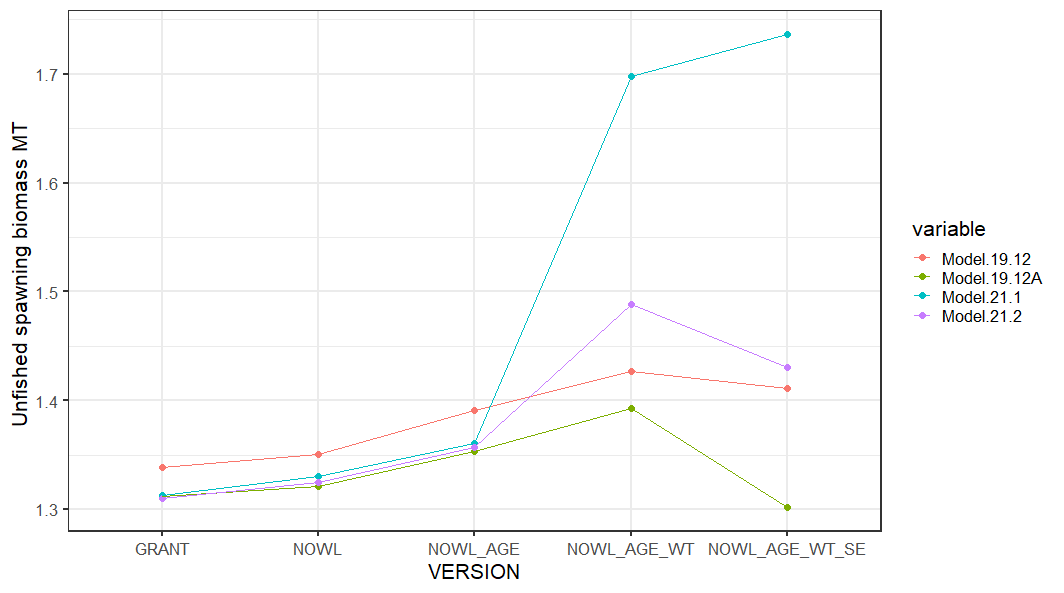 Unfished spawning biomass MT
1.7
1.6
1.5
1.4
1.3
GRANT NOWL NOWL_AGE NOWL_AGE_WT NOWL_AGE_WT_SE
VERSION
variable
Model.19.12
Model.19.12A
Model.21.1
Model.21.2